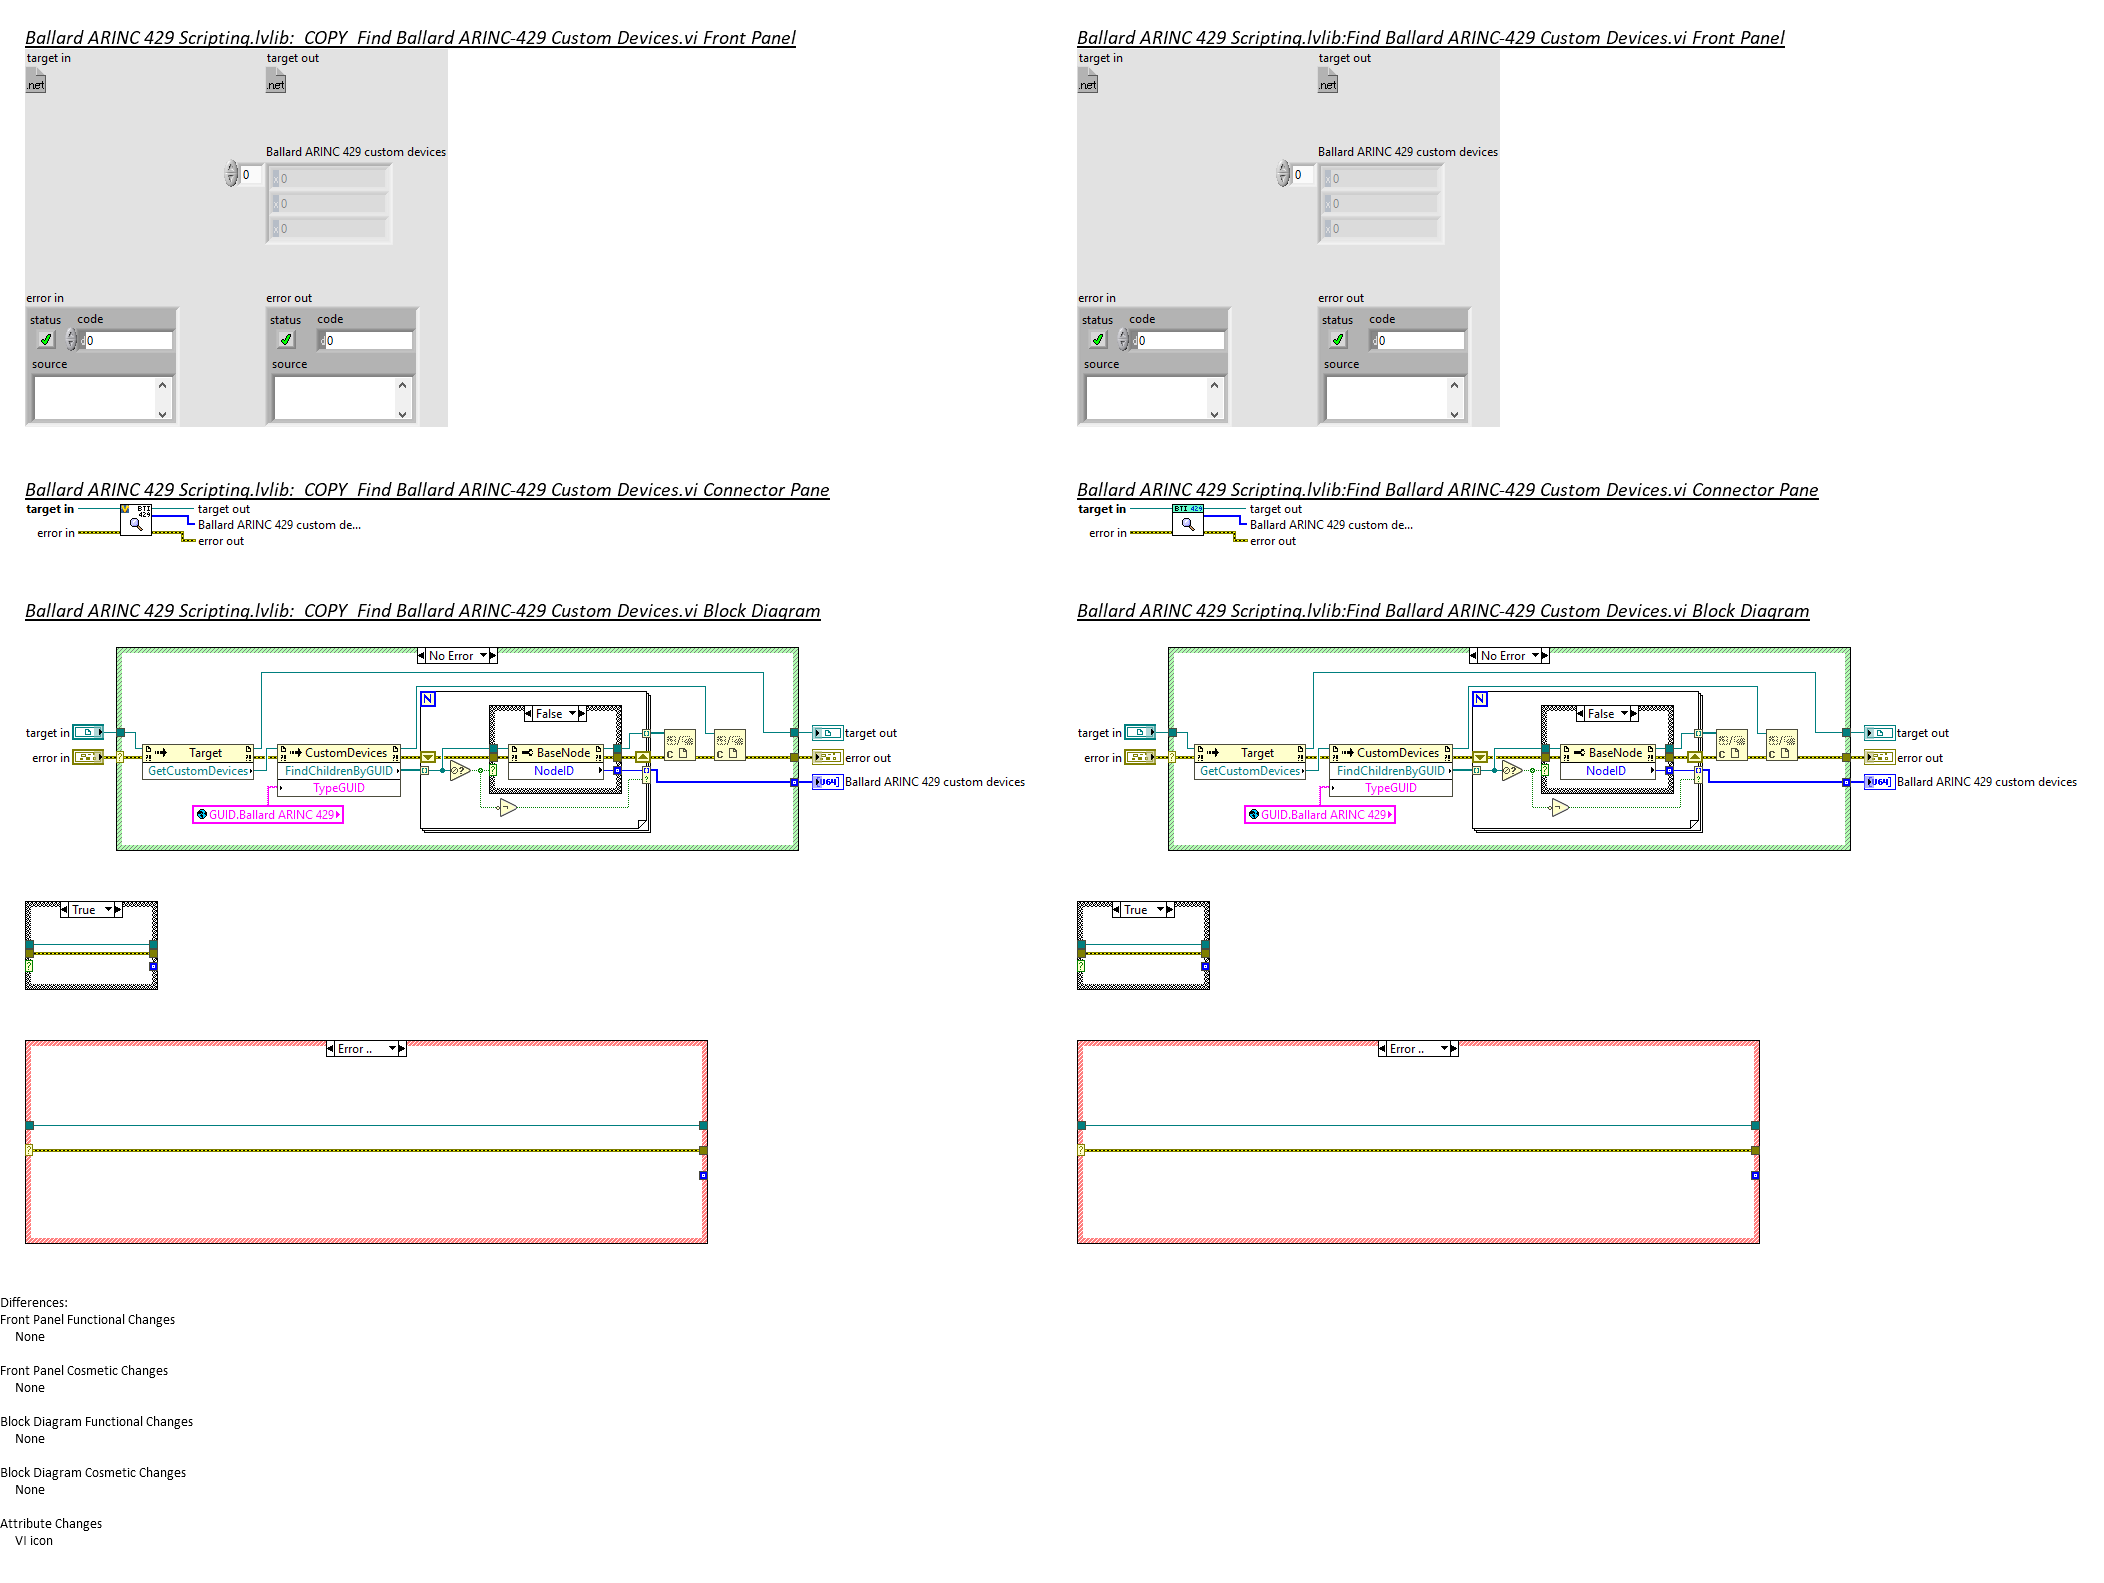 Ballard ARINC 429 Scripting.lvlib:  COPY  Find Ballard ARINC-429 Custom Devices.vi Front Panel
target in
target out
.net
.net
Ballard ARINC 429 custom devices
0
x 0
x 0
x 0
error in
error out
status
code
status
code
d 0
d 0
source
source
Ballard ARINC 429 Scripting.lvlib:Find Ballard ARINC-429 Custom Devices.vi Front Panel
target in
target out
.net
.net
Ballard ARINC 429 custom devices
0
x 0
x 0
x 0
error in
error out
status
code
status
code
d 0
d 0
source
source
Ballard ARINC 429 Scripting.lvlib:  COPY  Find Ballard ARINC-429 Custom Devices.vi Connector Pane
target in
BTI
429
target out
Ballard ARINC 429 custom de...
error in
error out
Ballard ARINC 429 Scripting.lvlib:Find Ballard ARINC-429 Custom Devices.vi Connector Pane
target in
BTI 429
target out
Ballard ARINC 429 custom de...
error in
error out
Ballard ARINC 429 Scripting.lvlib:  COPY  Find Ballard ARINC-429 Custom Devices.vi Block Diagram
No Error
N
False
target in
target out
error in
Target
CustomDevices
BaseNode
error out
GetCustomDevices
FindChildrenByGUID
NodeID
U64
Ballard ARINC 429 custom devices
TypeGUID
GUID.Ballard ARINC 429
True
?
Error ..
?
Ballard ARINC 429 Scripting.lvlib:Find Ballard ARINC-429 Custom Devices.vi Block Diagram
No Error
N
False
target in
target out
error in
Target
CustomDevices
BaseNode
error out
GetCustomDevices
FindChildrenByGUID
NodeID
U64
Ballard ARINC 429 custom devices
TypeGUID
GUID.Ballard ARINC 429
True
?
Error ..
?
Differences:
Front Panel Functional Changes
None
Front Panel Cosmetic Changes
None
Block Diagram Functional Changes
None
Block Diagram Cosmetic Changes
None
Attribute Changes
VI icon